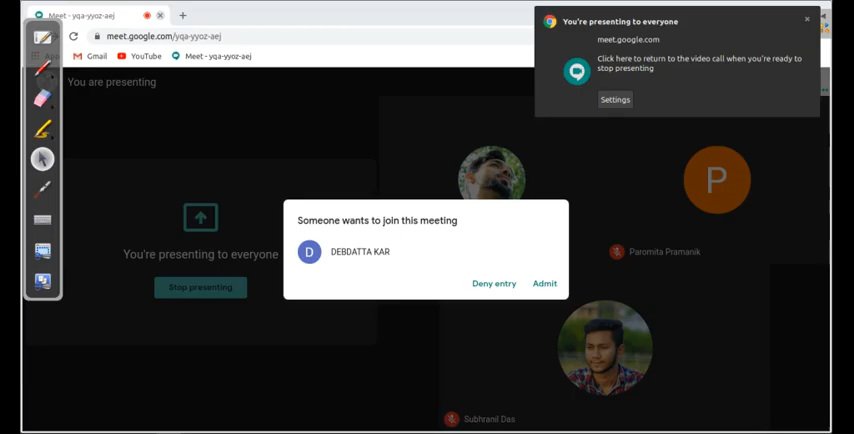 Meet - yqa-yyoz-aej
meet.google.com/yqa-yyoz-aej
Gmail
YouTube
Meet - yqa-yyoz-aej
You're presenting to everyone
meet.google.com
Click here to return to the video call when you're ready to
stop presenting
Settings
You are presenting
P
Someone wants to join this meeting
D DEBDATTA KAR
Deny entry Admit
You're presenting to everyone
Stop presenting
Paromita Pramanik
Subhranil Das